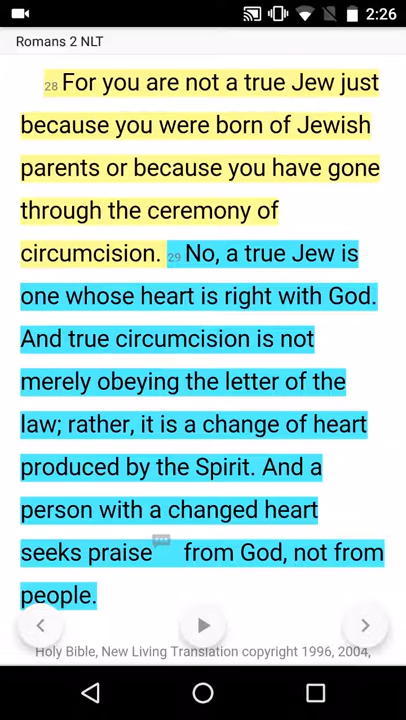 2:26
Romans 2 NLT
28 For you are not a true Jew just
because you were born of Jewish
parents or because you have gone
through the ceremony of
circumcision. 29 No, a true Jew is
one whose heart is right with God.
And true circumcision is not
merely obeying the letter of the
law; rather, it is a change of heart
produced by the Spirit. And a
person with a changed heart
seeks praise from God, not from
people.
Holy Bible, New Living Translation copyright 1996, 2004,